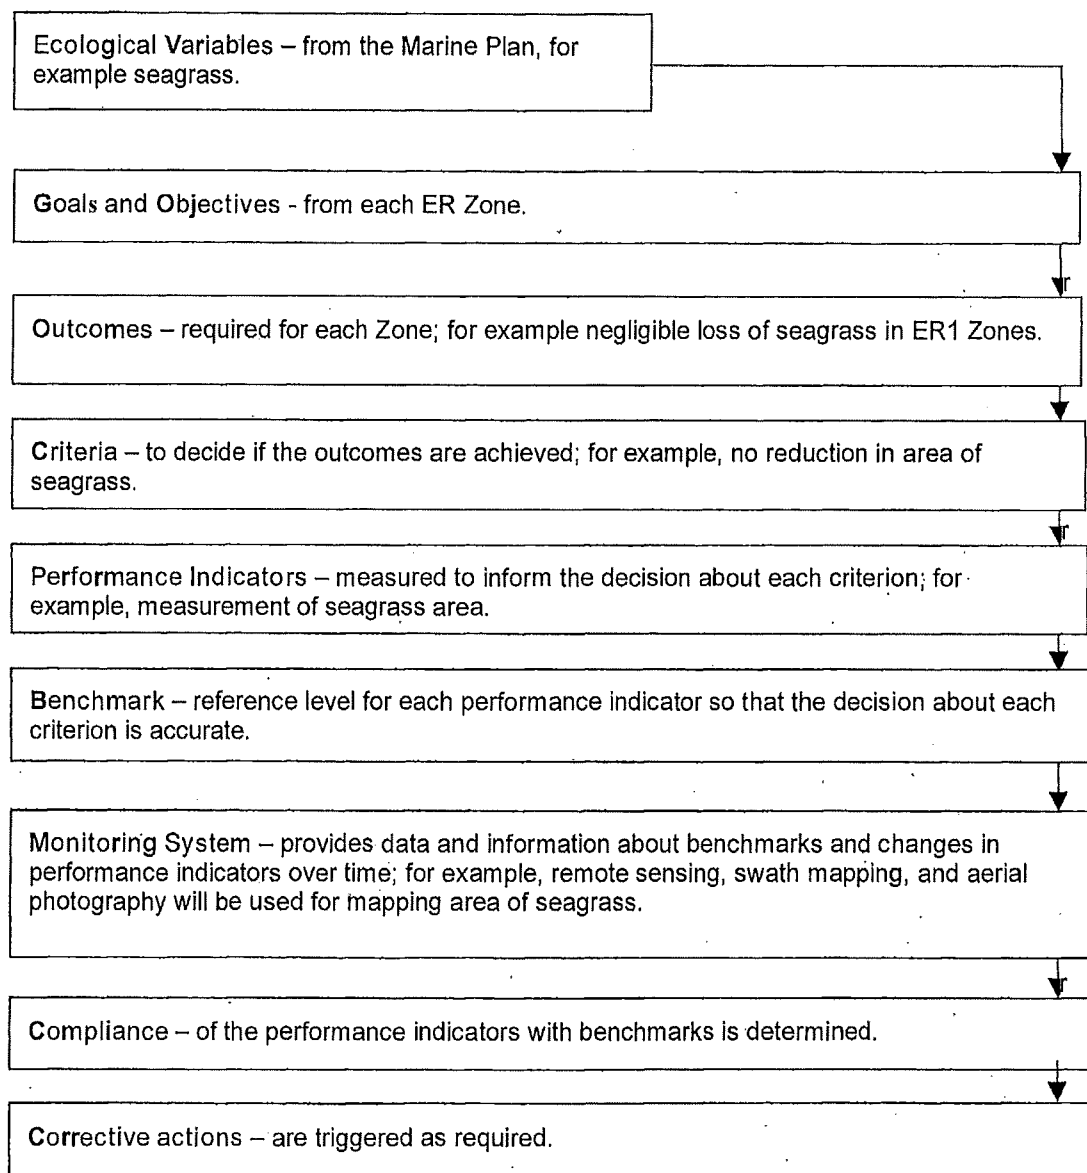 Ecological Variables – from the Marine Plan, for
example seagrass.
Goals and Objectives - from each ER Zone.
Outcomes – required for each Zone; for example negligible loss of seagrass in ER1 Zones.
Criteria – to decide if the outcomes are achieved; for example, no reduction in area of
seagrass.
Performance Indicators – measured to inform the decision about each criterion; for
example, measurement of seagrass area.
Benchmark – reference level for each performance indicator so that the decision about each
criterion is accurate.
Monitoring System – provides data and information about benchmarks and changes in
performance indicators over time; for example, remote sensing, swath mapping, and aerial
photography will be used for mapping area of seagrass.
Compliance – of the performance indicators with benchmarks is determined.
Corrective actions – are triggered as required.